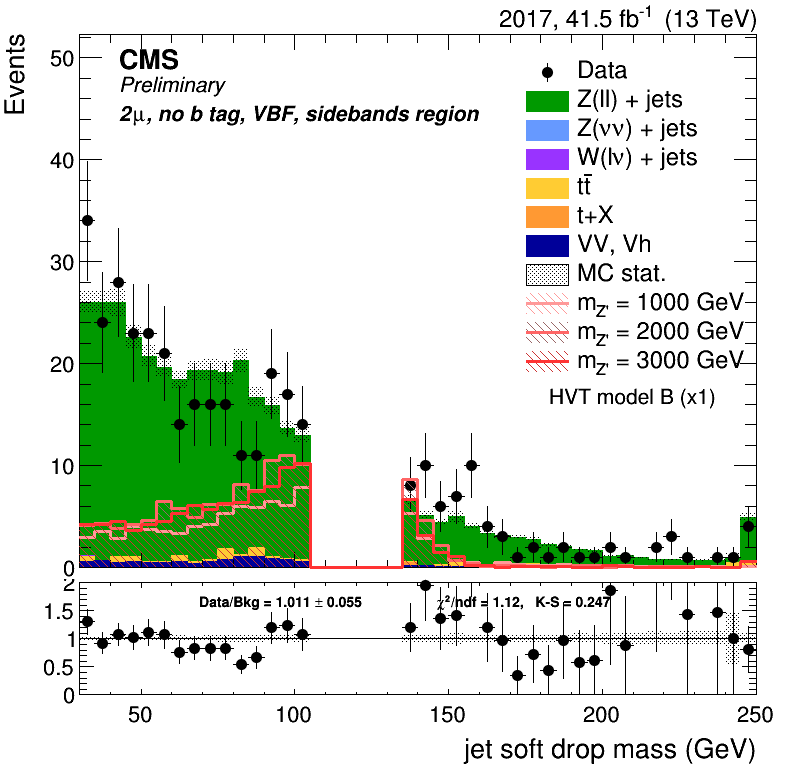 2017, 41.5 fb⁻¹ (13 TeV)
Events
CMS
Preliminary
2μ, no b tag, VBF, sidebands region
Data
Z(ll) + jets
Z(νν) + jets
W(lν) + jets
tt̄
t+X
VV, Vh
MC stat.
m_Z' = 1000 GeV
m_Z' = 2000 GeV
m_Z' = 3000 GeV
HVT model B (x1)
50
40
30
20
10
0
Data/Bkg = 1.011 ± 0.055
χ²/ndf = 1.12, K-S = 0.247
2
1.5
1
0.5
0
50 100 150 200 250
jet soft drop mass (GeV)